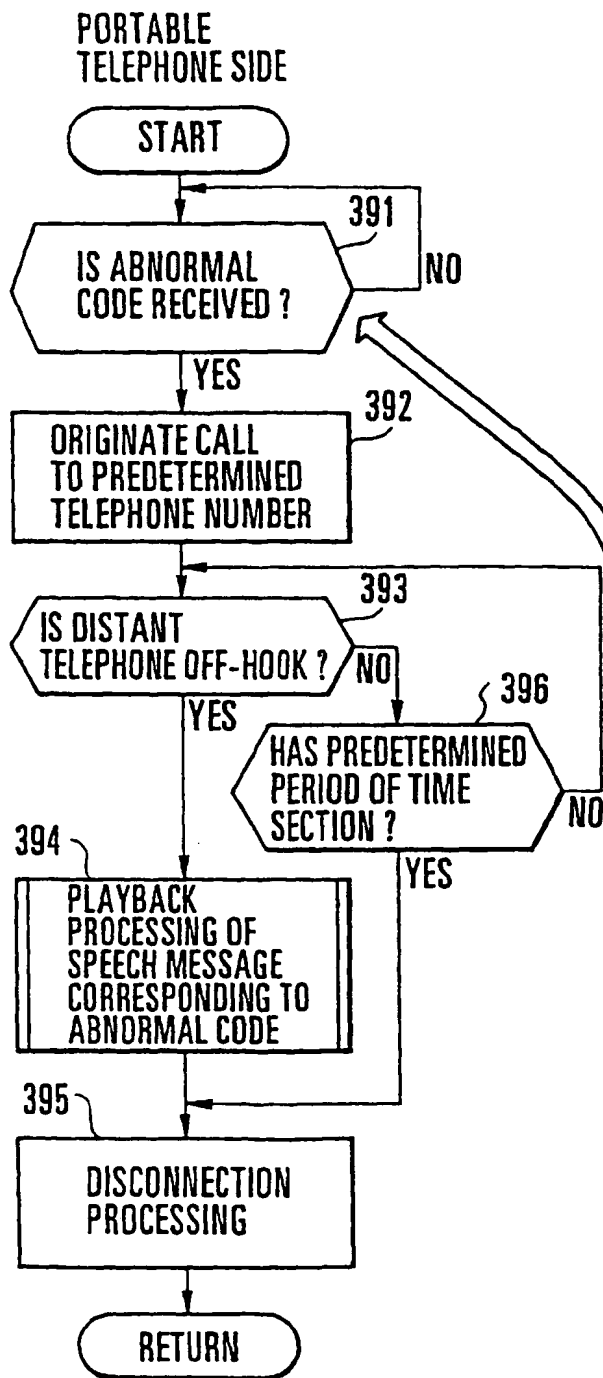 PORTABLE
TELEPHONE SIDE
START
391
IS ABNORMAL
CODE RECEIVED ?
NO
YES
392
ORIGINATE CALL
TO PREDETERMINED
TELEPHONE NUMBER
393
IS DISTANT
TELEPHONE OFF-HOOK ?
NO
YES
396
HAS PREDETERMINED
PERIOD OF TIME
SECTION ?
NO
YES
394
PLAYBACK
PROCESSING OF
SPEECH MESSAGE
CORRESPONDING TO
ABNORMAL CODE
395
DISCONNECTION
PROCESSING
RETURN